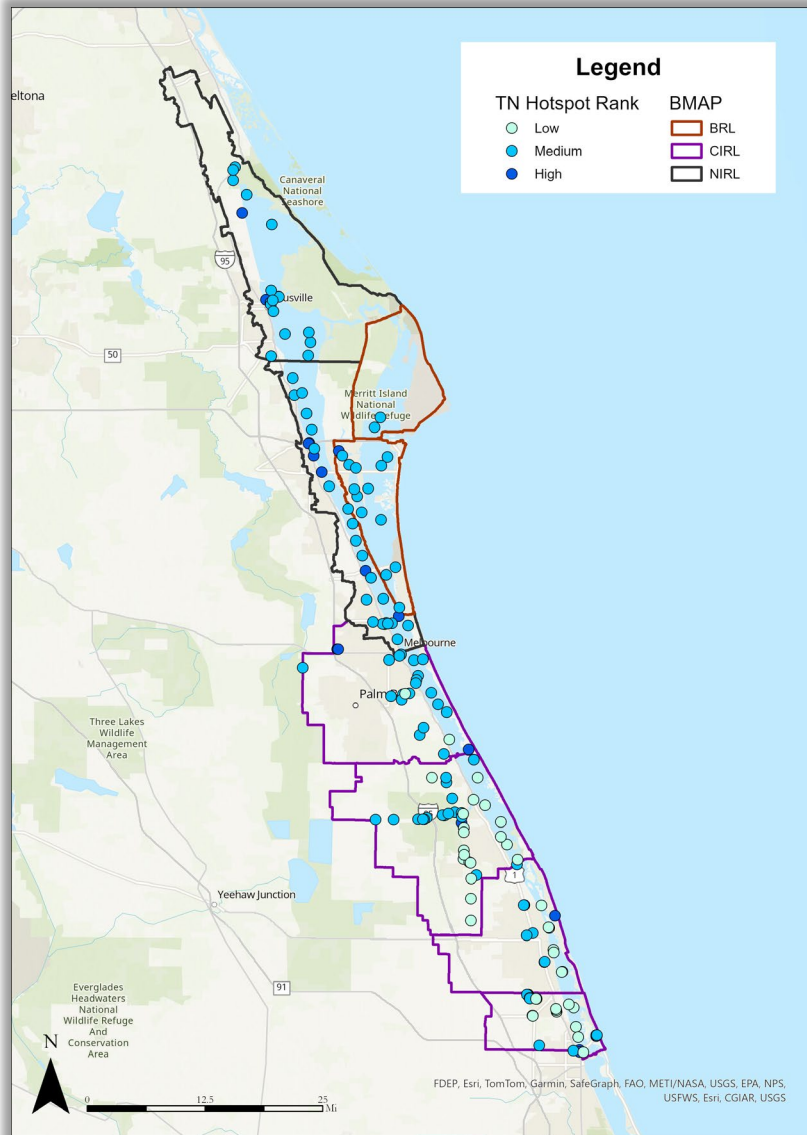 Legend
TN Hotspot Rank
BMAP
Low
Medium
High
BRL
CIRL
NIRL
eltona
Canaveral
National
Seashore
95
usville
50
Merritt Island
National
Wildlife Refuge
Melbourne
Palm
Three Lakes
Wildlife
Management
Area
95
1
Yeehaw Junction
91
Everglades
Headwaters
National
Wildlife Refuge
And
Conservation
Area
N
0 12.5 25
Mi
FDEP, Esri, TomTom, Garmin, SafeGraph, FAO, METI/NASA, USGS, EPA, NPS,
USFWS, Esri, CGIAR, USGS